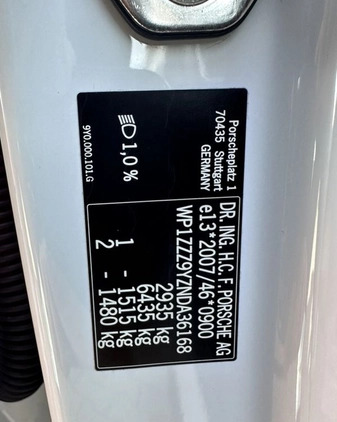 DR. ING. H.C. F. PORSCHE AG
e13*2007/46*0900
WP1ZZZ9YZNDA36168
2935 kg
6435 kg
1 - 1515 kg
2 - 1480 kg
Porscheplatz 1
70435 Stuttgart
GERMANY
1,0 %
9Y0.000.101.G